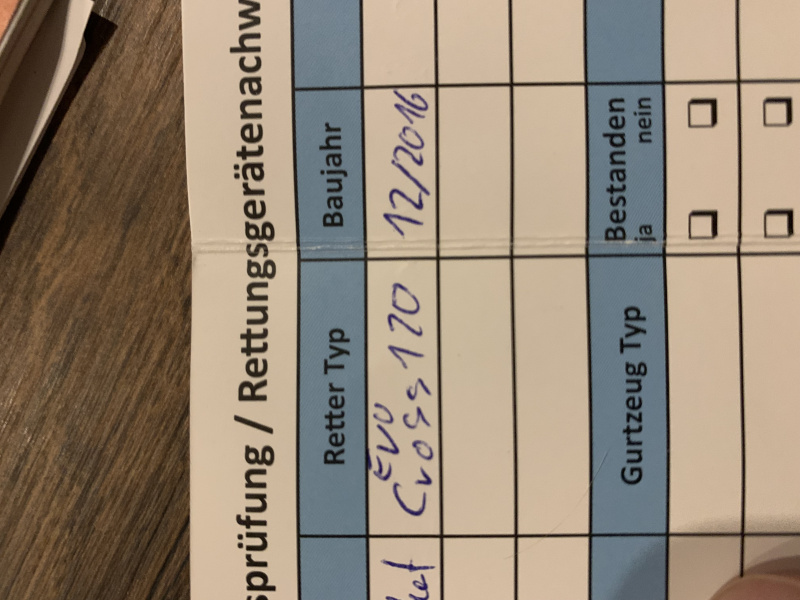 sprüfung / Rettungsgerätenachw
Retter Typ Baujahr
Evo
Cross 120 12/2016
Gurtzeug Typ Bestanden
ja nein